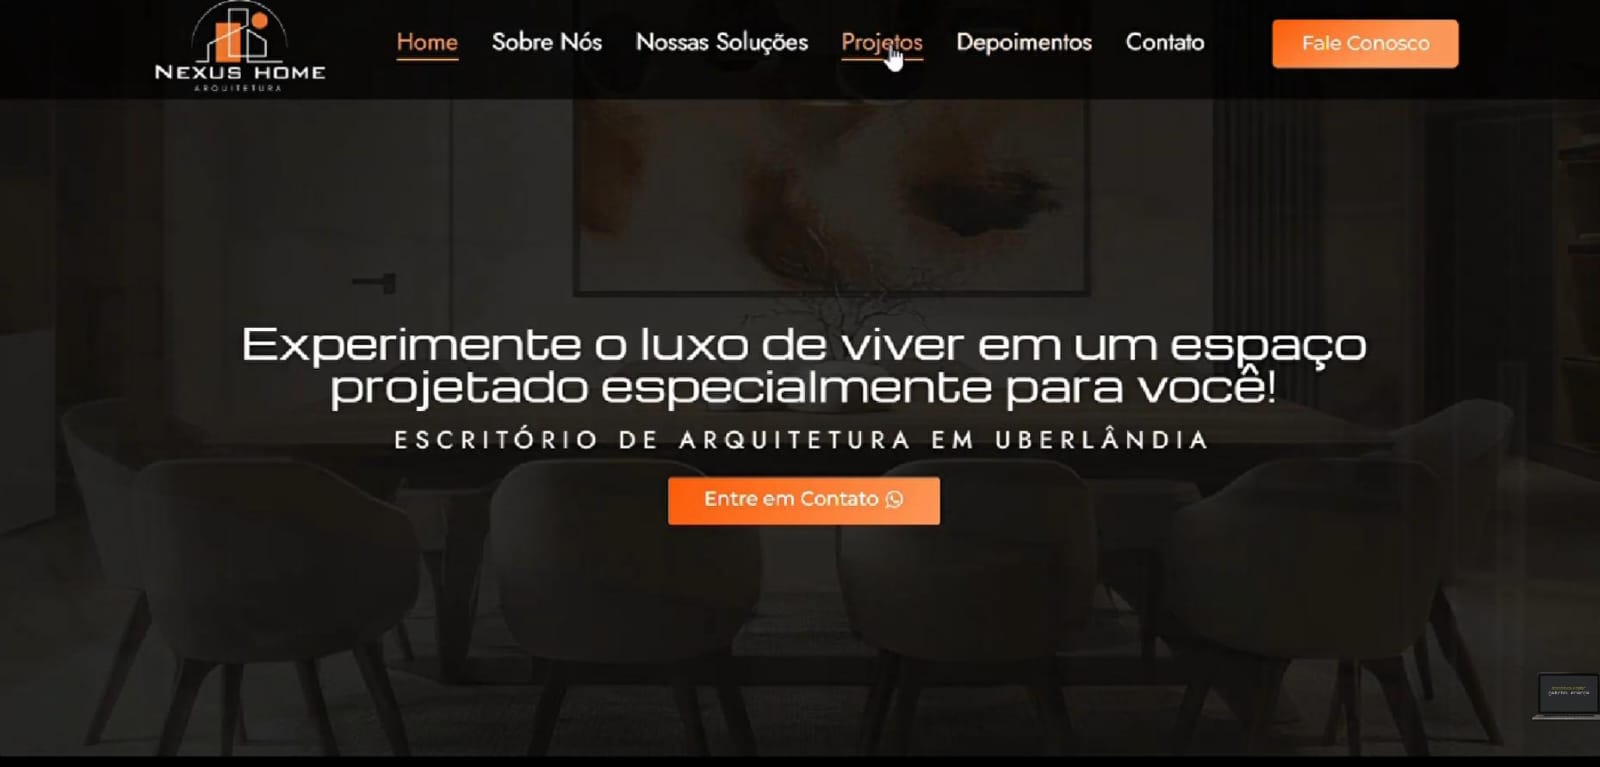 NEXUS HOME
ARQUITETURA
Home Sobre Nós Nossas Soluções Projetos Depoimentos Contato Fale Conosco
Experimente o luxo de viver em um espaço
projetado especialmente para você!
ESCRITÓRIO DE ARQUITETURA EM UBERLÂNDIA
Entre em Contato